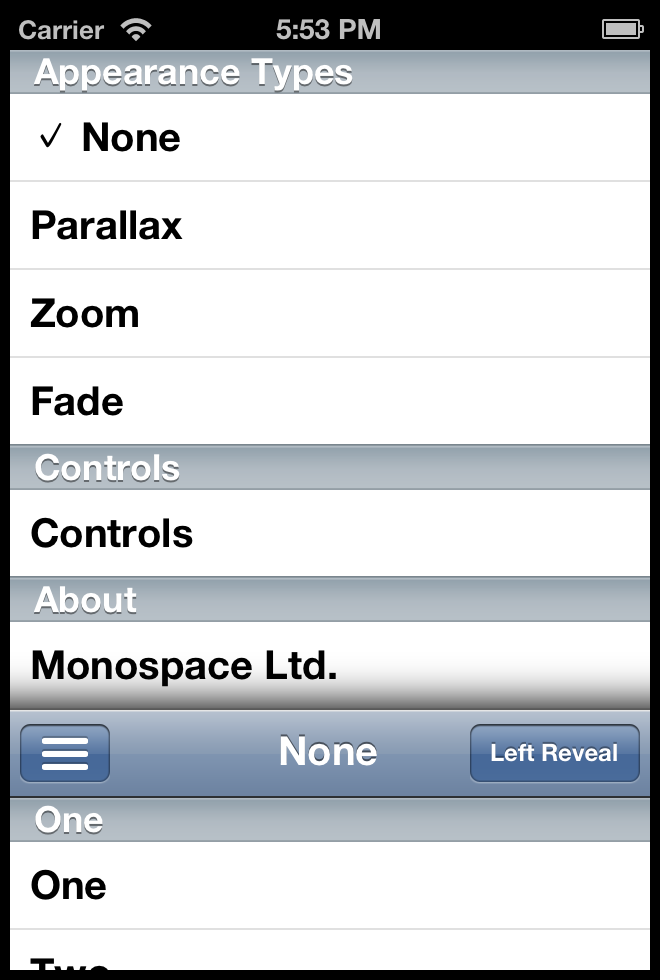 Carrier 5:53 PM
Appearance Types
✓ None
Parallax
Zoom
Fade
Controls
Controls
About
Monospace Ltd.
None Left Reveal
One
One
Two